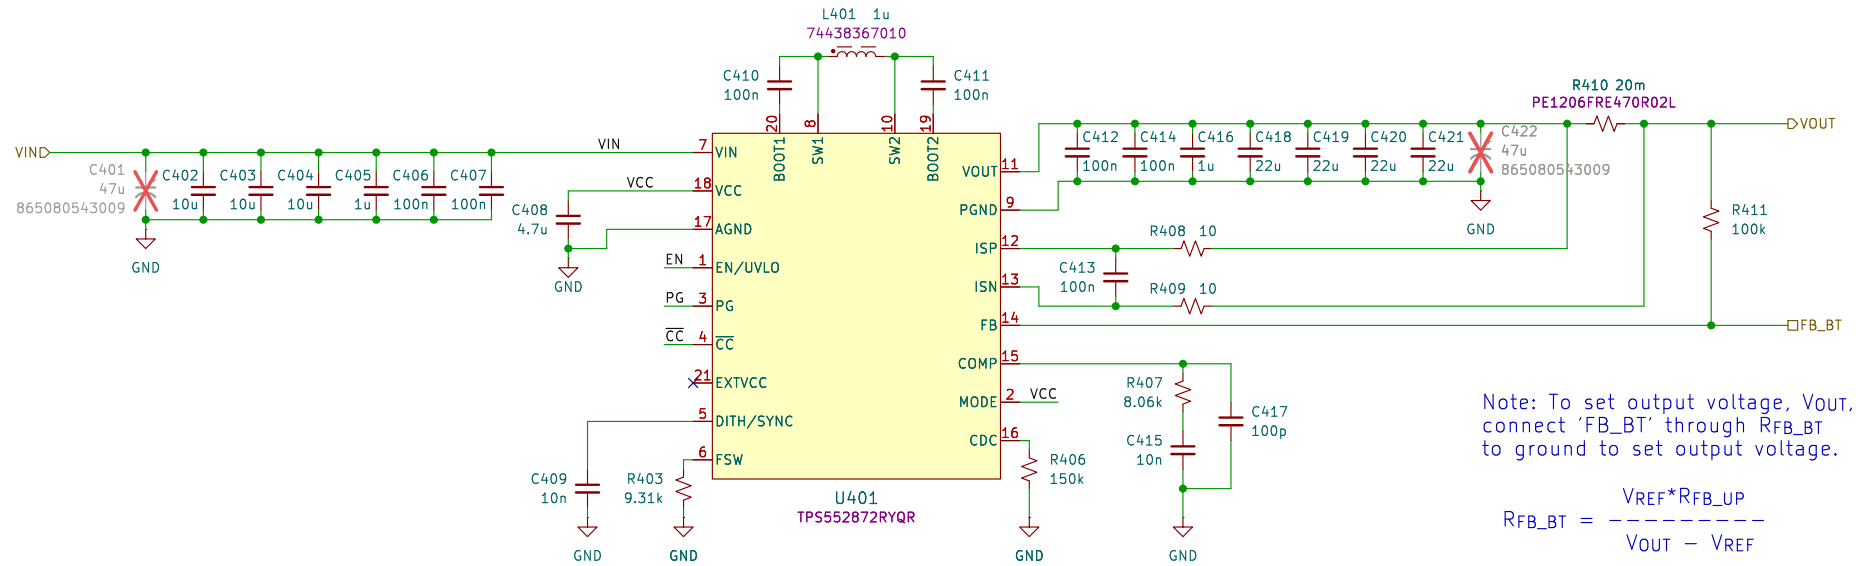 L401 1u
74438367010
C410
100n
C411
100n
R410 20m
PE1206FRE470R02L
20
8
10
19
VIN
VIN
7
VIN
BOOT1
SW1
SW2
BOOT2
C401
47u
865080543009
C402
10u
C403
10u
C404
10u
C405
1u
C406
100n
C407
100n
GND
VCC
18
VCC
C408
4.7u
17
AGND
GND
EN
1
EN/UVLO
PG
3
PG
CC
4
CC
21
EXTVCC
5
DITH/SYNC
6
FSW
C409
10n
R403
9.31k
GND
GND
U401
TPS552872RYQR
VOUT
11
PGND
9
ISP
12
ISN
13
FB
14
COMP
15
MODE
2
VCC
CDC
16
C412
100n
C414
100n
C416
1u
C418
22u
C419
22u
C420
22u
C421
22u
C422
47u
865080543009
GND
VOUT
R411
100k
R408 10
C413
100n
R409 10
FB_BT
R407
8.06k
C415
10n
C417
100p
R406
150k
GND
GND
Note: To set output voltage, VOUT,
connect 'FB_BT' through RFB_BT
to ground to set output voltage.
VREF*RFB_UP
RFB_BT = ---------
VOUT - VREF